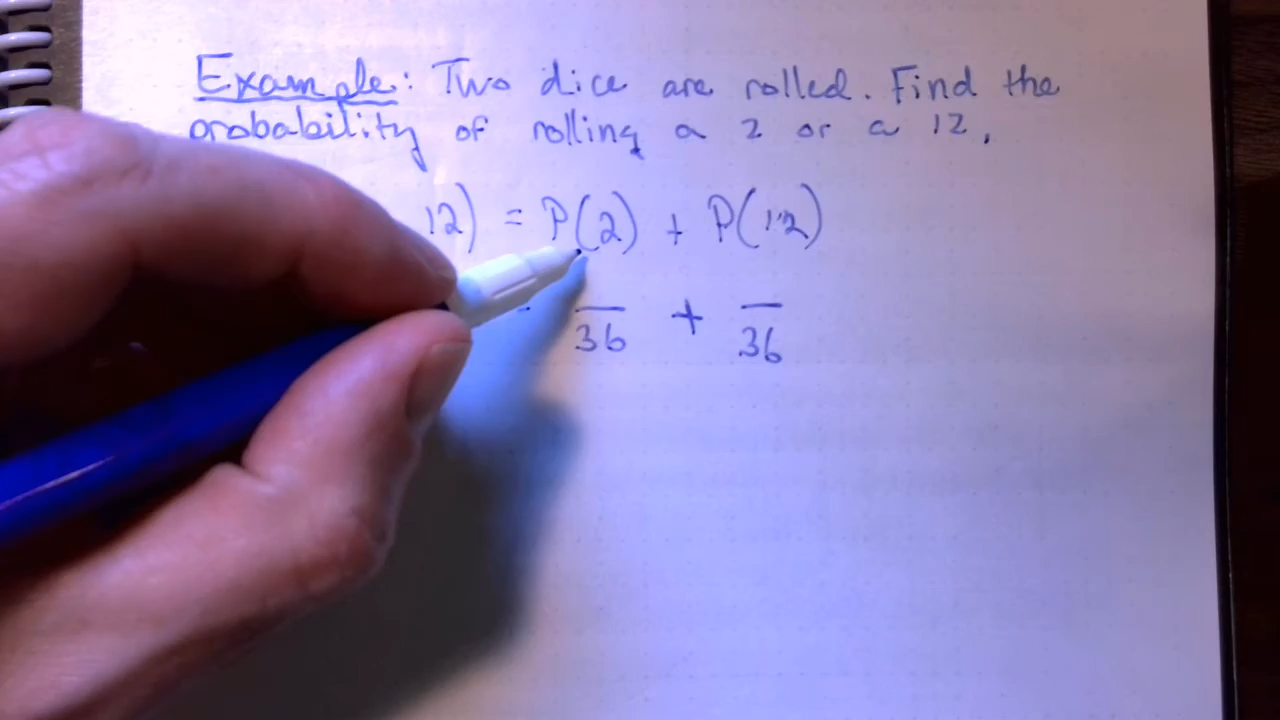 Example: Two dice are rolled. Find the
probability of rolling a 2 or a 12.
12) = P(2) + P(12)
— + —
36 36